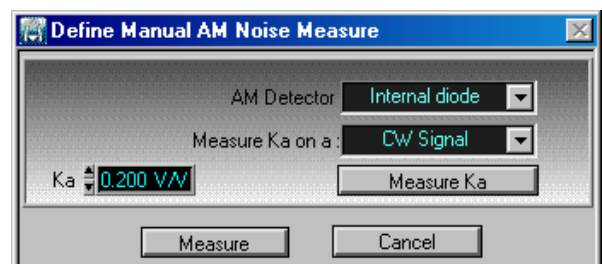 Define Manual AM Noise Measure
AM Detector Internal diode
Measure Ka on a : CW Signal
Ka 0.200 V/V Measure Ka
Measure Cancel